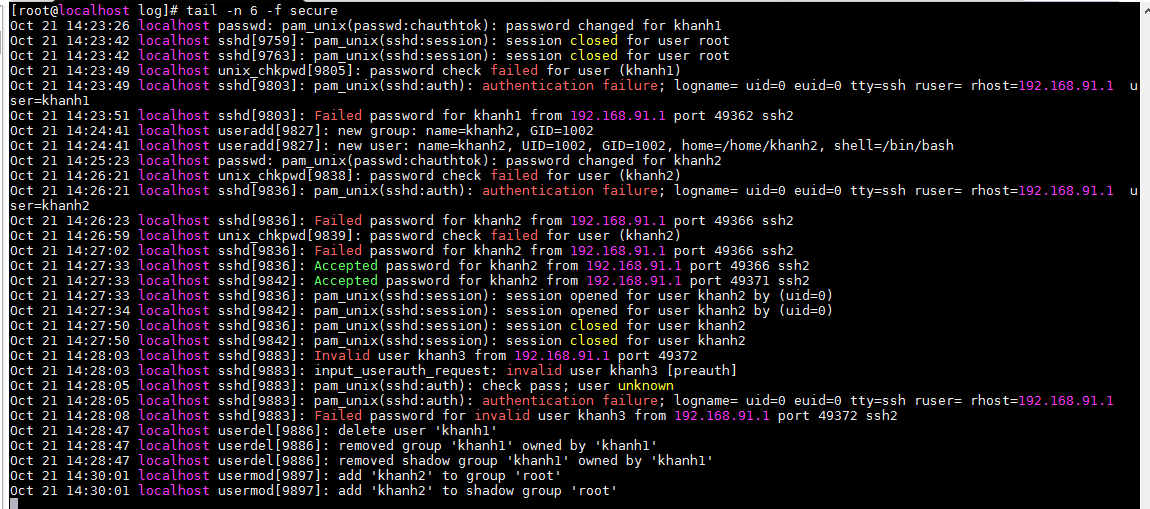 [root@localhost log]# tail -n 6 -f secure
Oct 21 14:23:26 localhost passwd: pam_unix(passwd:chauthtok): password changed for khanh1
Oct 21 14:23:42 localhost sshd[9759]: pam_unix(sshd:session): session closed for user root
Oct 21 14:23:42 localhost sshd[9763]: pam_unix(sshd:session): session closed for user root
Oct 21 14:23:49 localhost unix_chkpwd[9805]: password check failed for user (khanh1)
Oct 21 14:23:49 localhost sshd[9803]: pam_unix(sshd:auth): authentication failure; logname= uid=0 euid=0 tty=ssh ruser= rhost=192.168.91.1  u
ser=khanh1
Oct 21 14:23:51 localhost sshd[9803]: Failed password for khanh1 from 192.168.91.1 port 49362 ssh2
Oct 21 14:24:41 localhost useradd[9827]: new group: name=khanh2, GID=1002
Oct 21 14:24:41 localhost useradd[9827]: new user: name=khanh2, UID=1002, GID=1002, home=/home/khanh2, shell=/bin/bash
Oct 21 14:25:23 localhost passwd: pam_unix(passwd:chauthtok): password changed for khanh2
Oct 21 14:26:21 localhost unix_chkpwd[9838]: password check failed for user (khanh2)
Oct 21 14:26:21 localhost sshd[9836]: pam_unix(sshd:auth): authentication failure; logname= uid=0 euid=0 tty=ssh ruser= rhost=192.168.91.1  u
ser=khanh2
Oct 21 14:26:23 localhost sshd[9836]: Failed password for khanh2 from 192.168.91.1 port 49366 ssh2
Oct 21 14:26:59 localhost unix_chkpwd[9839]: password check failed for user (khanh2)
Oct 21 14:27:02 localhost sshd[9836]: Failed password for khanh2 from 192.168.91.1 port 49366 ssh2
Oct 21 14:27:33 localhost sshd[9836]: Accepted password for khanh2 from 192.168.91.1 port 49366 ssh2
Oct 21 14:27:33 localhost sshd[9842]: Accepted password for khanh2 from 192.168.91.1 port 49371 ssh2
Oct 21 14:27:33 localhost sshd[9836]: pam_unix(sshd:session): session opened for user khanh2 by (uid=0)
Oct 21 14:27:34 localhost sshd[9842]: pam_unix(sshd:session): session opened for user khanh2 by (uid=0)
Oct 21 14:27:50 localhost sshd[9836]: pam_unix(sshd:session): session closed for user khanh2
Oct 21 14:27:50 localhost sshd[9842]: pam_unix(sshd:session): session closed for user khanh2
Oct 21 14:28:03 localhost sshd[9883]: Invalid user khanh3 from 192.168.91.1 port 49372
Oct 21 14:28:03 localhost sshd[9883]: input_userauth_request: invalid user khanh3 [preauth]
Oct 21 14:28:05 localhost sshd[9883]: pam_unix(sshd:auth): check pass; user unknown
Oct 21 14:28:05 localhost sshd[9883]: pam_unix(sshd:auth): authentication failure; logname= uid=0 euid=0 tty=ssh ruser= rhost=192.168.91.1
Oct 21 14:28:08 localhost sshd[9883]: Failed password for invalid user khanh3 from 192.168.91.1 port 49372 ssh2
Oct 21 14:28:47 localhost userdel[9886]: delete user 'khanh1'
Oct 21 14:28:47 localhost userdel[9886]: removed group 'khanh1' owned by 'khanh1'
Oct 21 14:28:47 localhost userdel[9886]: removed shadow group 'khanh1' owned by 'khanh1'
Oct 21 14:30:01 localhost usermod[9897]: add 'khanh2' to group 'root'
Oct 21 14:30:01 localhost usermod[9897]: add 'khanh2' to shadow group 'root'